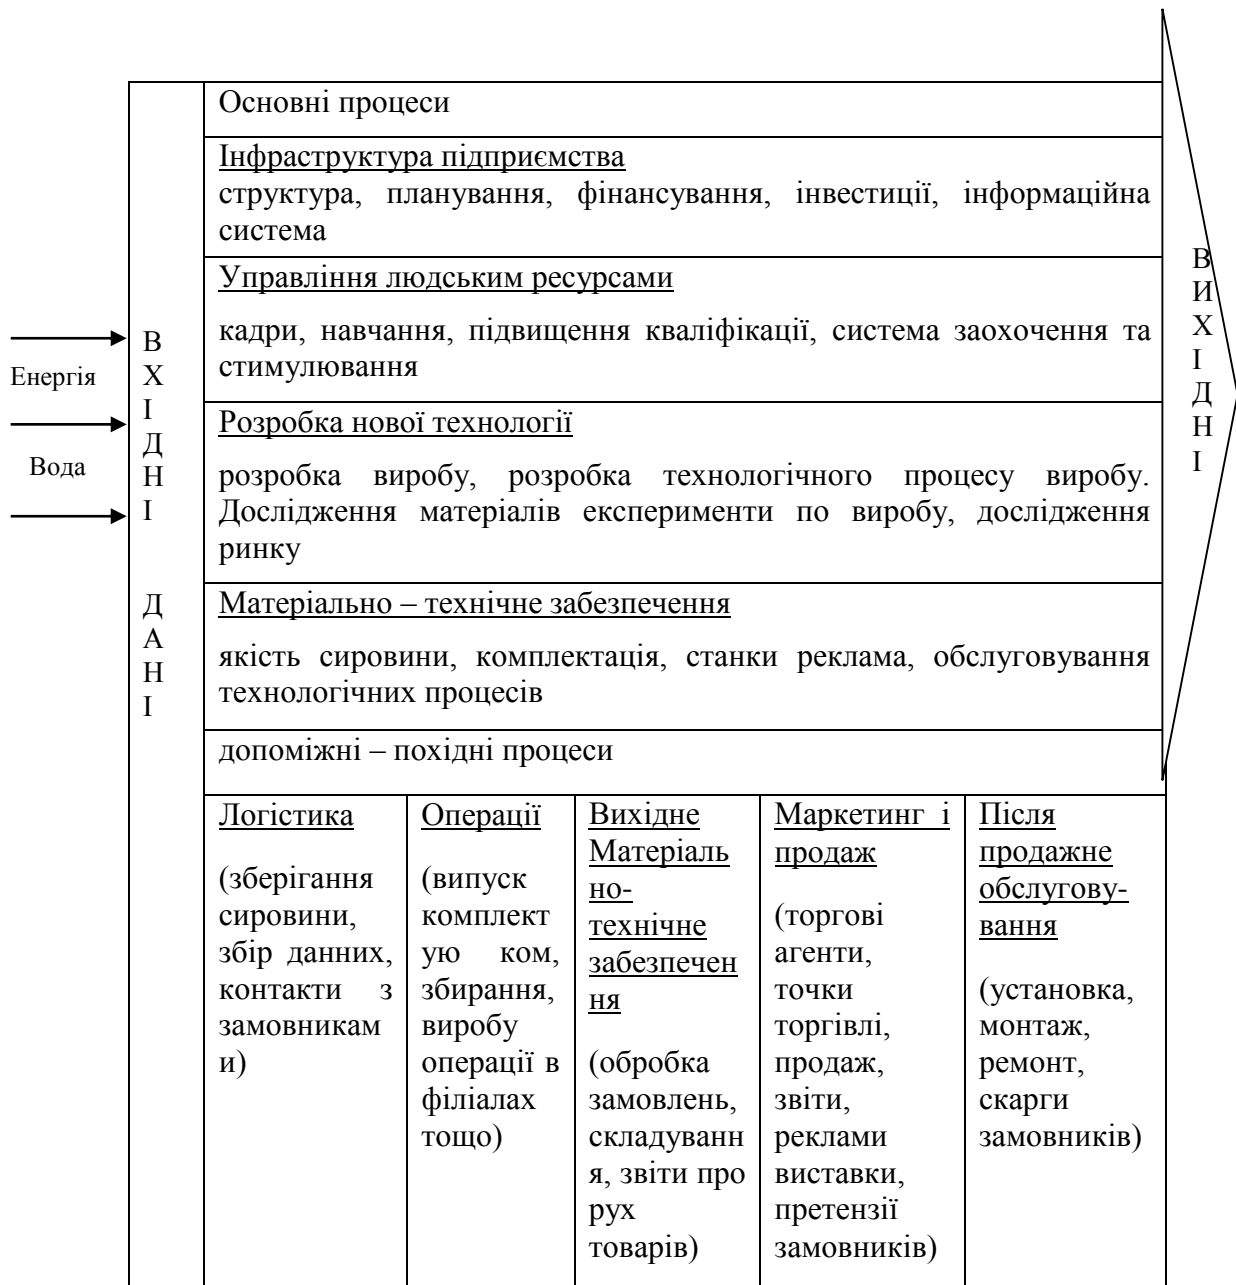 Енергія
Вода
ВХІДНІ ДАНІ
Основні процеси
Інфраструктура підприємства
структура, планування, фінансування, інвестиції, інформаційна
система
Управління людським ресурсами
кадри, навчання, підвищення кваліфікації, система заохочення та
стимулювання
Розробка нової технології
розробка виробу, розробка технологічного процесу виробу.
Дослідження матеріалів експерименти по виробу, дослідження
ринку
Матеріально – технічне забезпечення
якість сировини, комплектація, станки реклама, обслуговування
технологічних процесів
допоміжні – похідні процеси
Логістика
(зберігання
сировини,
збір данних,
контакти з
замовникам
и)
Операції
(випуск
комплект
ую ком,
збирання,
виробу
операції в
філіалах
тощо)
Вихідне
Матеріаль
но-
технічне
забезпечен
ня
(обробка
замовлень,
складуванн
я, звіти про
рух
товарів)
Маркетинг і
продаж
(торгові
агенти,
точки
торгівлі,
продаж,
звіти,
реклами
виставки,
претензії
замовників)
Після
продажне
обслугову-
вання
(установка,
монтаж,
ремонт,
скарги
замовників)
ВИХІДНІ